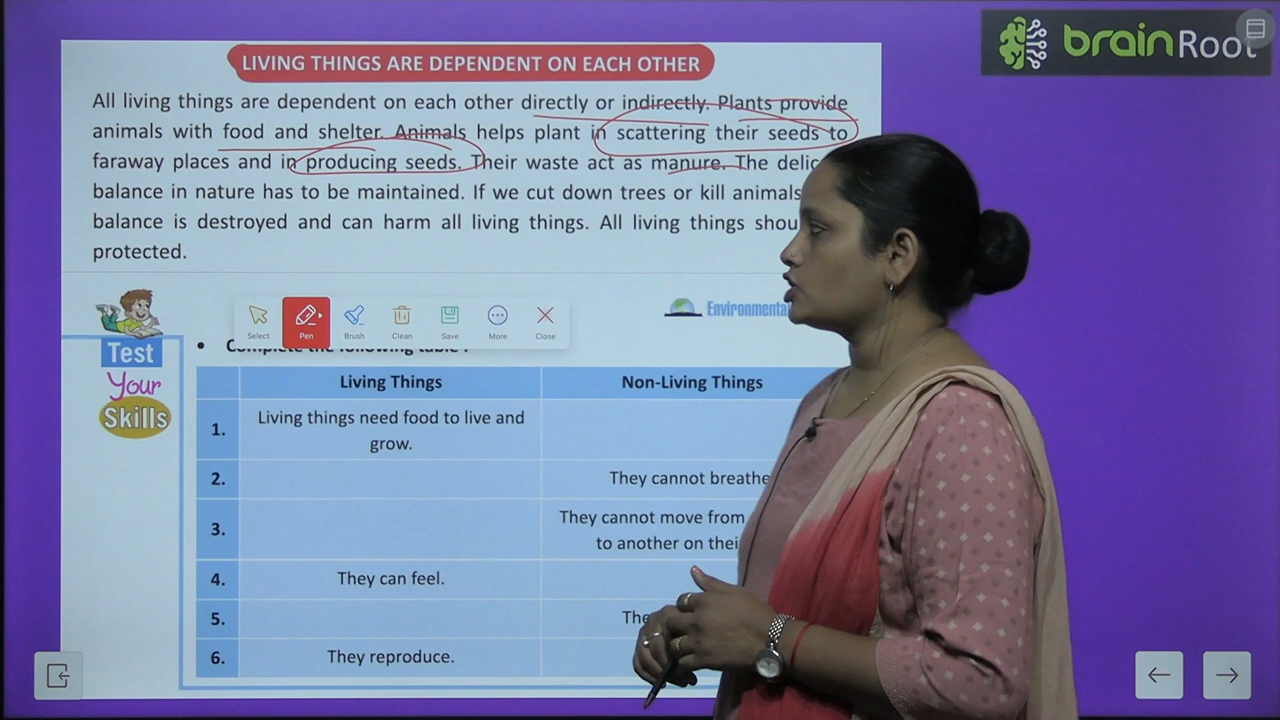 brainRoot
LIVING THINGS ARE DEPENDENT ON EACH OTHER
All living things are dependent on each other directly or indirectly. Plants provide
animals with food and shelter. Animals helps plant in scattering their seeds to
faraway places and in producing seeds. Their waste act as manure. The
balance in nature has to be maintained. If we cut down trees or kill animals
balance is destroyed and can harm all living things. All living things
protected.
Environmental
Select
Pen
Brush
Clean
Save
More
Close
Test
Your
Skills
• Complete the following table :
Living Things Non-Living Things
1. Living things need food to live and
grow.
2. They cannot breathe
3. They cannot move from
to another on
4. They can feel.
5.
6. They reproduce.